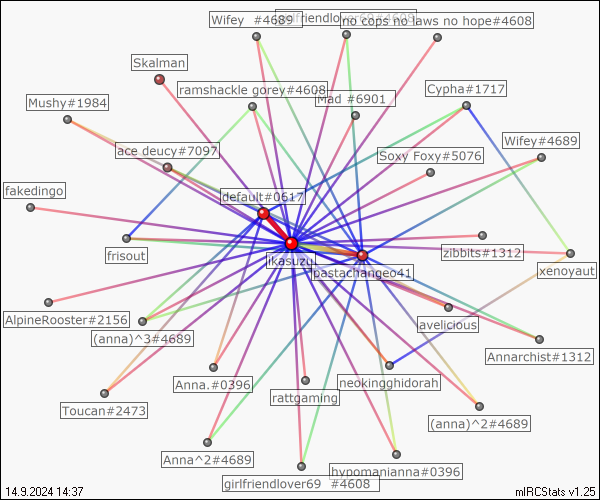 Wifey #4689
girlfriendlover69#4608
no cops no laws no hope#4608
Skalman
ramshackle gorey#4608
Mad #6901
Cypha#1717
Mushy#1984
ace deucy#7097
Soxy Foxy#5076
Wifey#4689
fakedingo
default#0617
frisout
ikasuzu
pastachangeo41
zibbits#1312
xenoyaut
AlpineRooster#2156
(anna)^3#4689
avelicious
Annarchist#1312
Anna.#0396
rattgaming
neokingghidorah
Toucan#2473
(anna)^2#4689
Anna^2#4689
hypomanianna#0396
girlfriendlover69 #4608
14.9.2024 14:37
mIRCStats v1.25